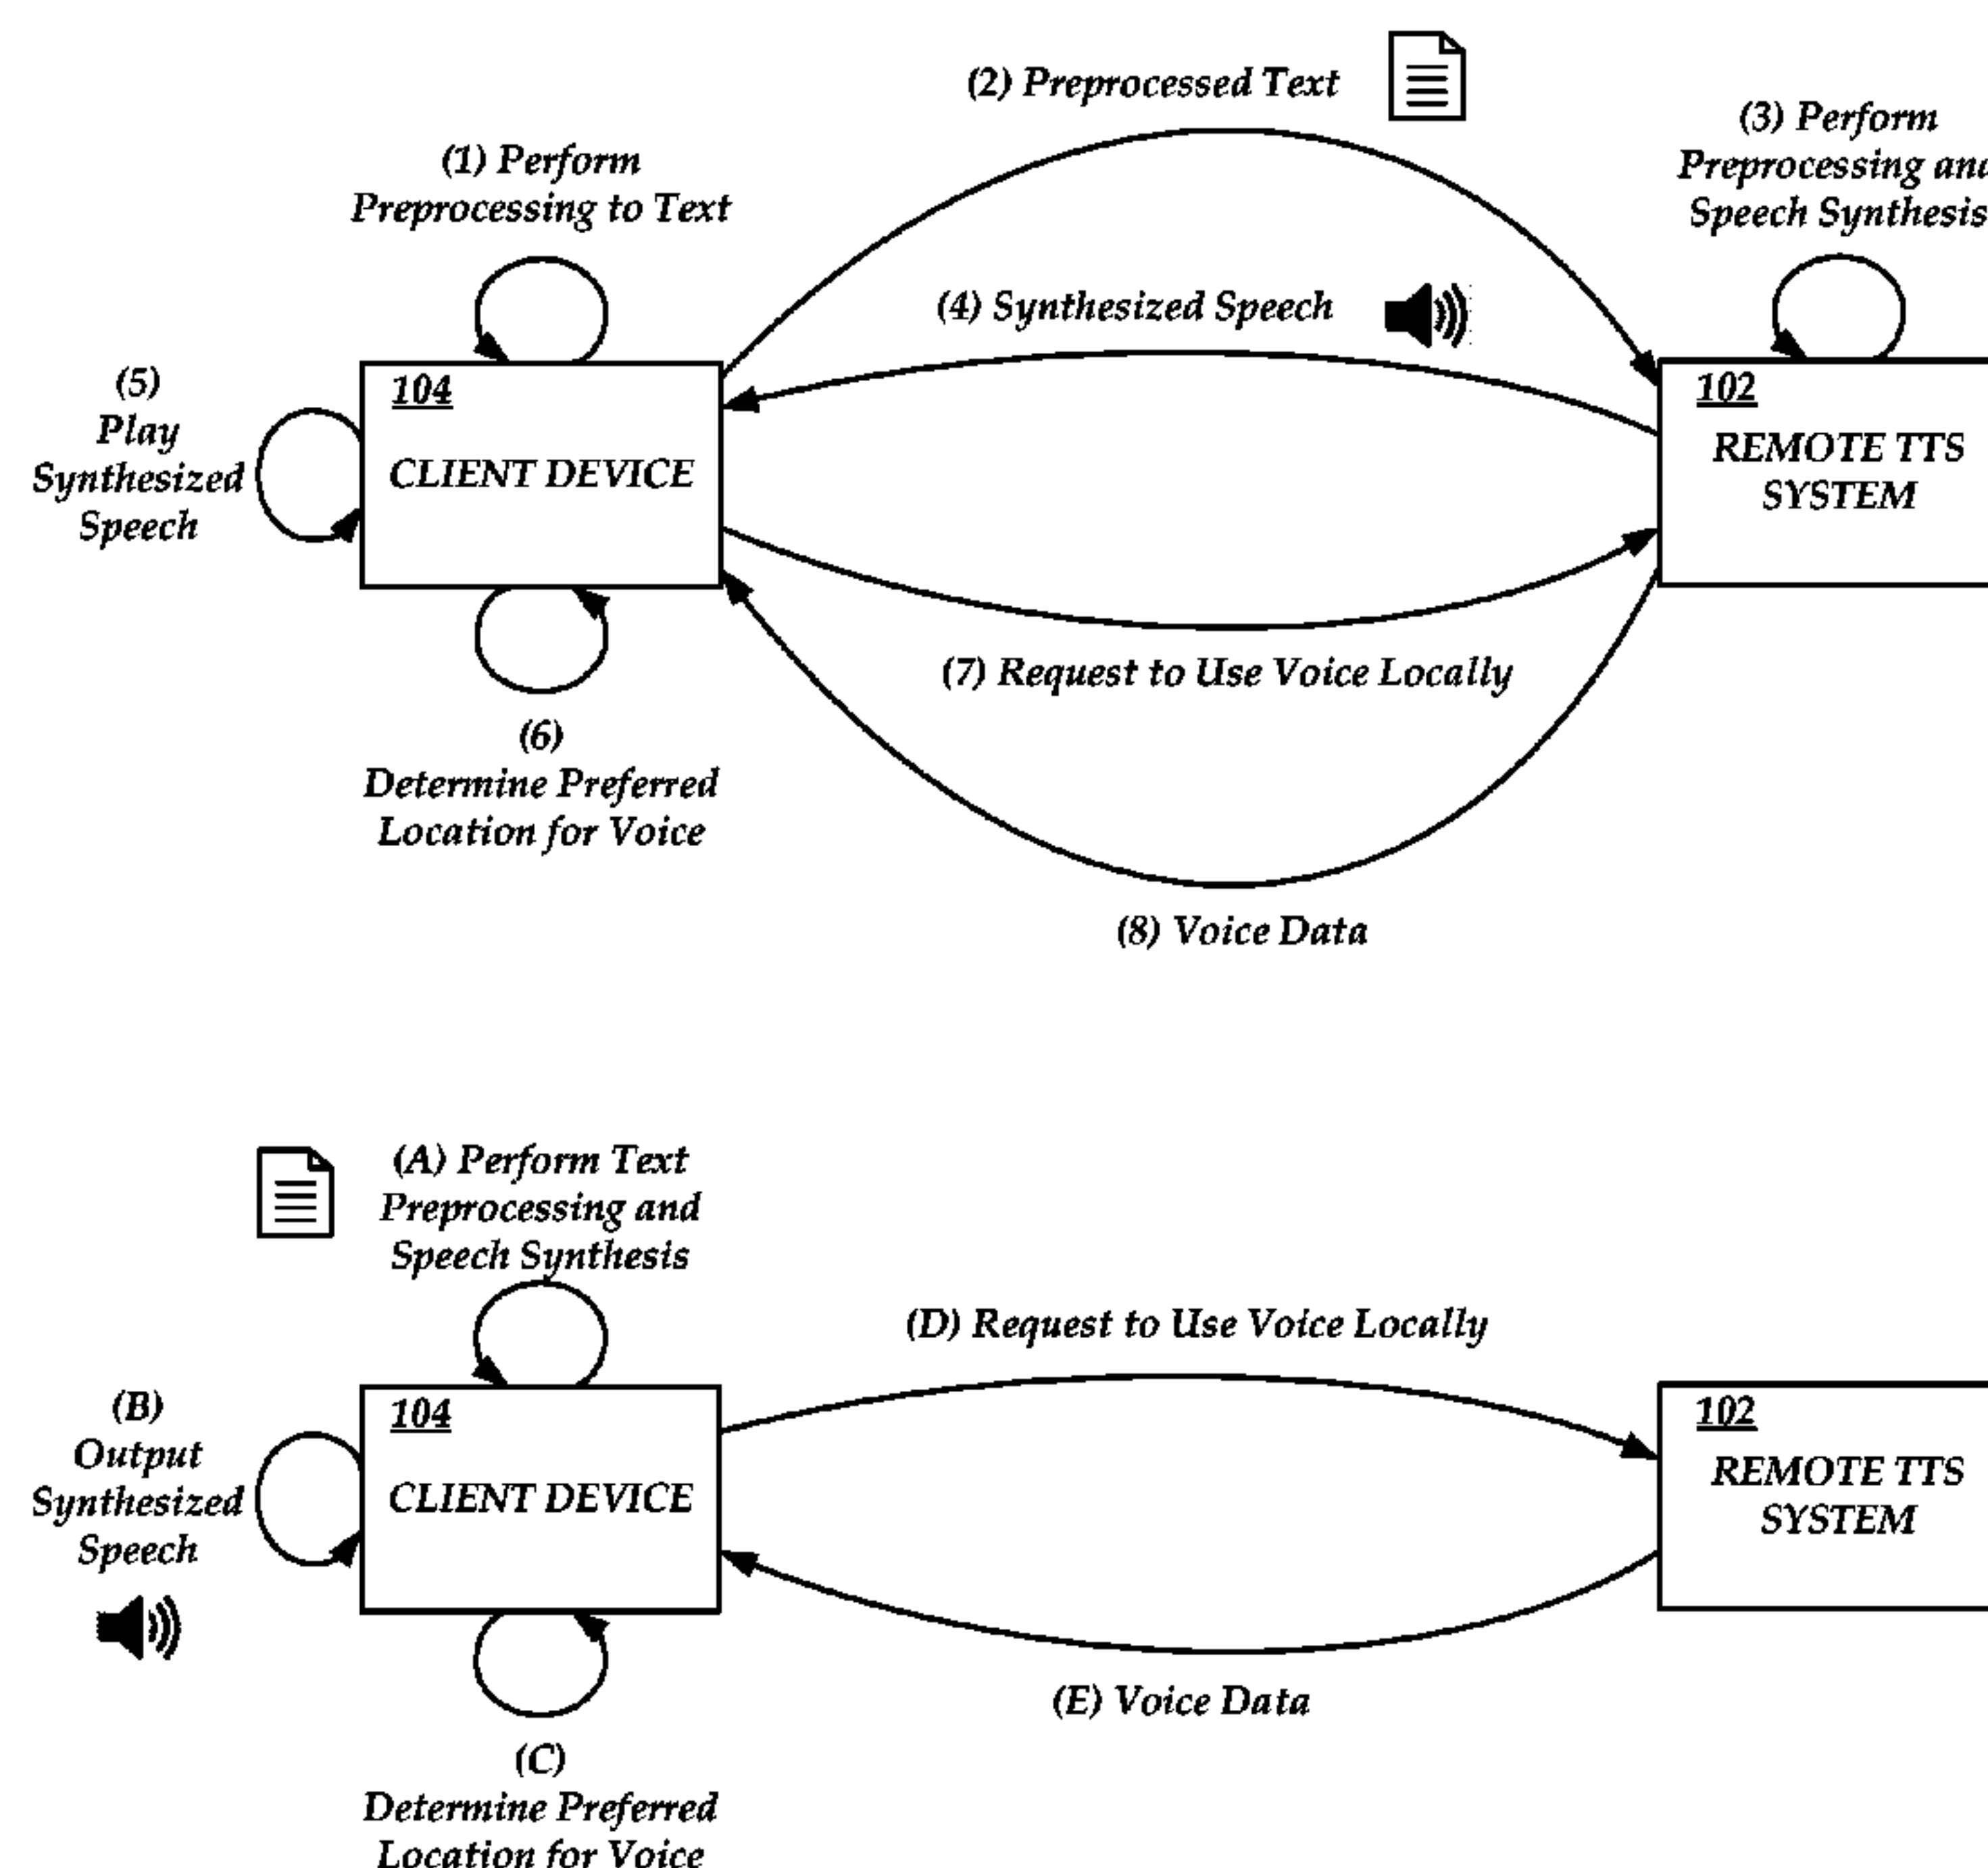 (2) Preprocessed Text
(1) Perform
Preprocessing to Text
(3) Perform
Preprocessing and
Speech Synthesis
(4) Synthesized Speech
(5)
Play
Synthesized
Speech
104
CLIENT DEVICE
102
REMOTE TTS
SYSTEM
(7) Request to Use Voice Locally
(6)
Determine Preferred
Location for Voice
(8) Voice Data
(A) Perform Text
Preprocessing and
Speech Synthesis
(D) Request to Use Voice Locally
(B)
Output
Synthesized
Speech
104
CLIENT DEVICE
102
REMOTE TTS
SYSTEM
(E) Voice Data
(C)
Determine Preferred
Location for Voice